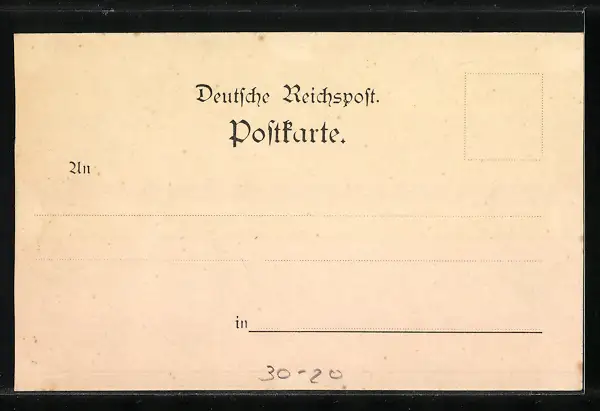 Deutsche Reichspost.
Postkarte.
An
in
30-20